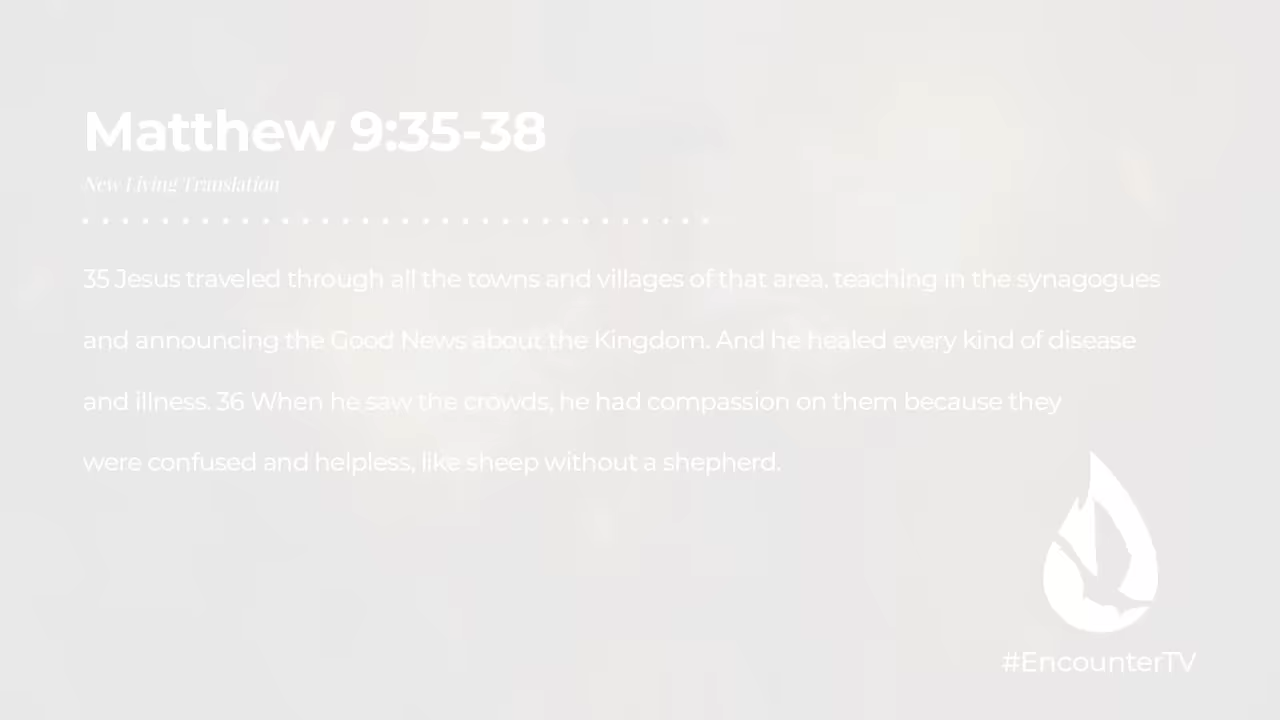 Matthew 9:35-38
New Living Translation
35 Jesus traveled through all the towns and villages of that area, teaching in the synagogues
and announcing the Good News about the Kingdom. And he healed every kind of disease
and illness. 36 When he saw the crowds, he had compassion on them because they
were confused and helpless, like sheep without a shepherd.
#EncounterTV